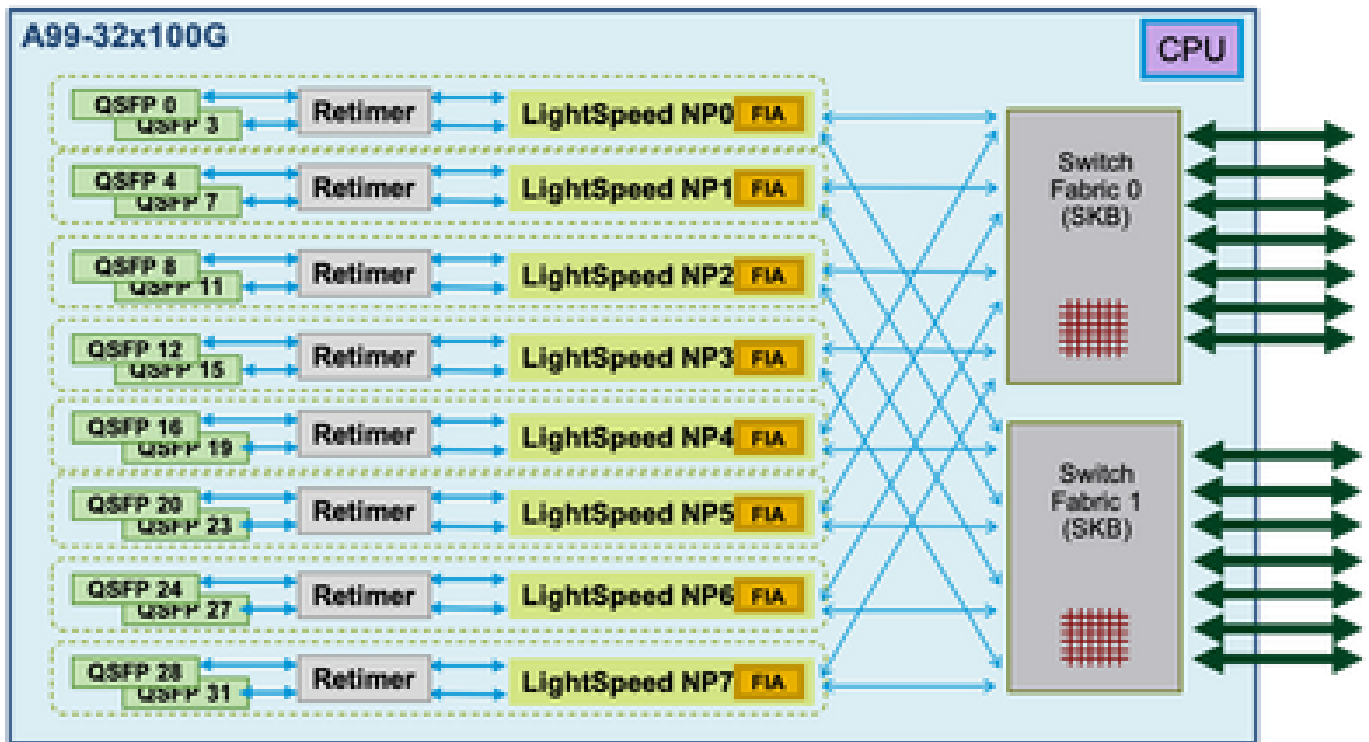 A99-32x100G
CPU
QSFP 0
QSFP 3
Retimer
LightSpeed NP0
FIA
QSFP 4
QSFP 7
Retimer
LightSpeed NP1
FIA
QSFP 8
QSFP 11
Retimer
LightSpeed NP2
FIA
QSFP 12
QSFP 15
Retimer
LightSpeed NP3
FIA
QSFP 16
QSFP 19
Retimer
LightSpeed NP4
FIA
QSFP 20
QSFP 23
Retimer
LightSpeed NP5
FIA
QSFP 24
QSFP 27
Retimer
LightSpeed NP6
FIA
QSFP 28
QSFP 31
Retimer
LightSpeed NP7
FIA
Switch
Fabric 0
(SKB)
Switch
Fabric 1
(SKB)